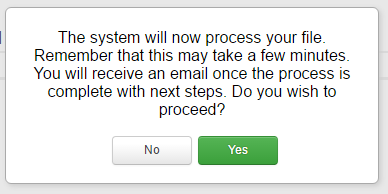 The system will now process your file.
Remember that this may take a few minutes.
You will receive an email once the process is
complete with next steps. Do you wish to
proceed?
No
Yes